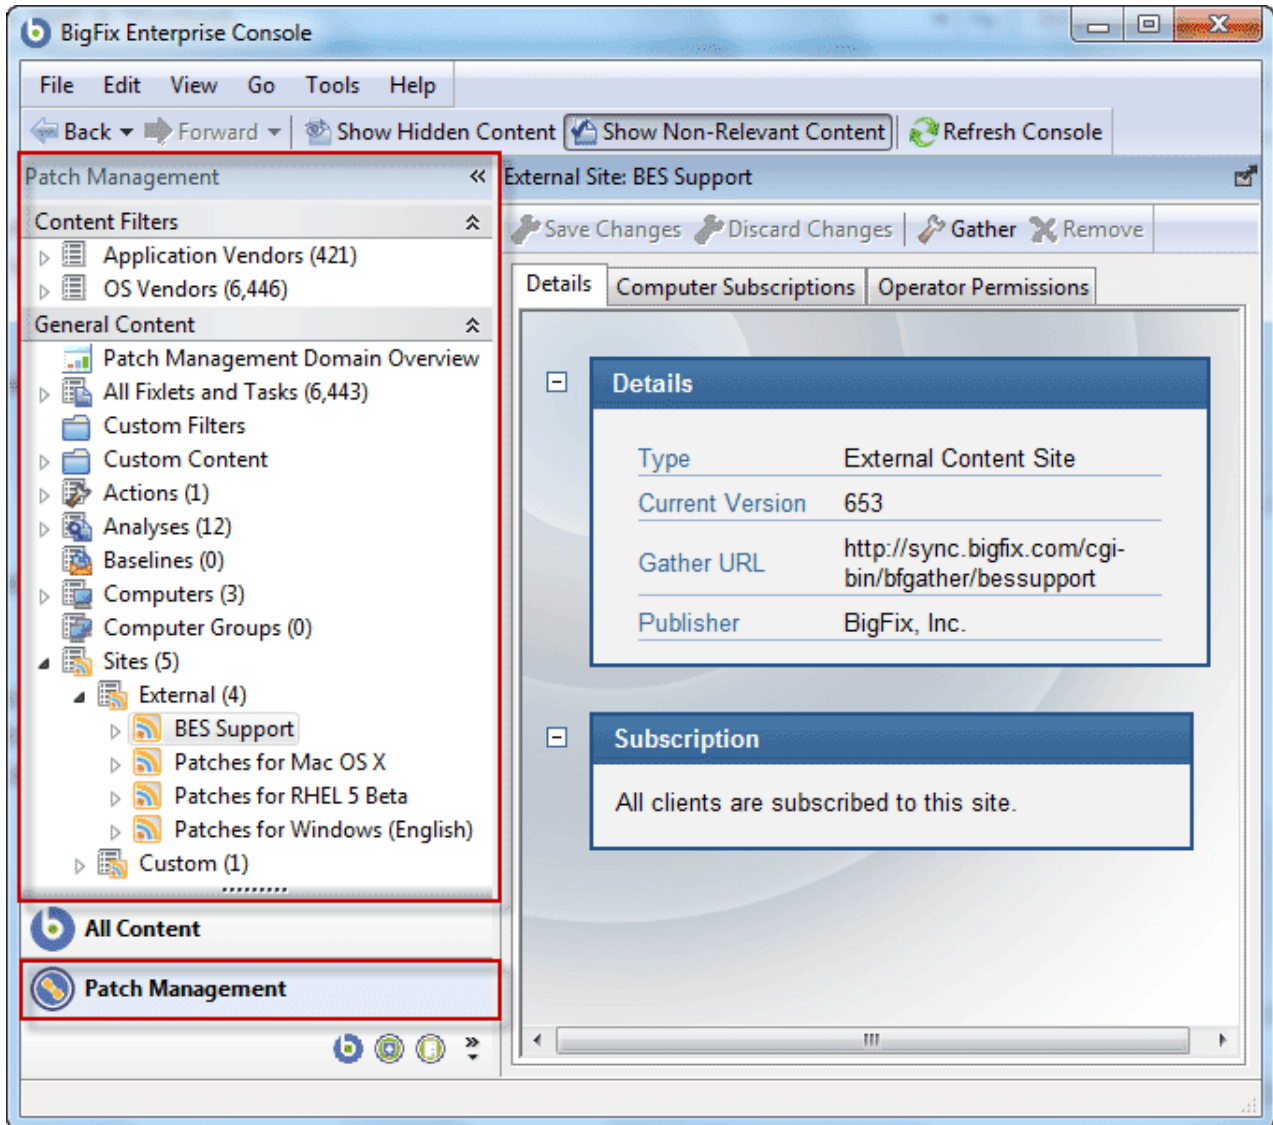 BigFix Enterprise Console
File Edit View Go Tools Help
Back Forward Show Hidden Content Show Non-Relevant Content Refresh Console
Patch Management
External Site: BES Support
Content Filters
Application Vendors (421)
OS Vendors (6,446)
General Content
Patch Management Domain Overview
All Fixlets and Tasks (6,443)
Custom Filters
Custom Content
Actions (1)
Analyses (12)
Baselines (0)
Computers (3)
Computer Groups (0)
Sites (5)
External (4)
BES Support
Patches for Mac OS X
Patches for RHEL 5 Beta
Patches for Windows (English)
Custom (1)
All Content
Patch Management
Save Changes Discard Changes Gather Remove
Details Computer Subscriptions Operator Permissions
Details
Type External Content Site
Current Version 653
Gather URL http://sync.bigfix.com/cgi-
bin/bfgather/bessupport
Publisher BigFix, Inc.
Subscription
All clients are subscribed to this site.